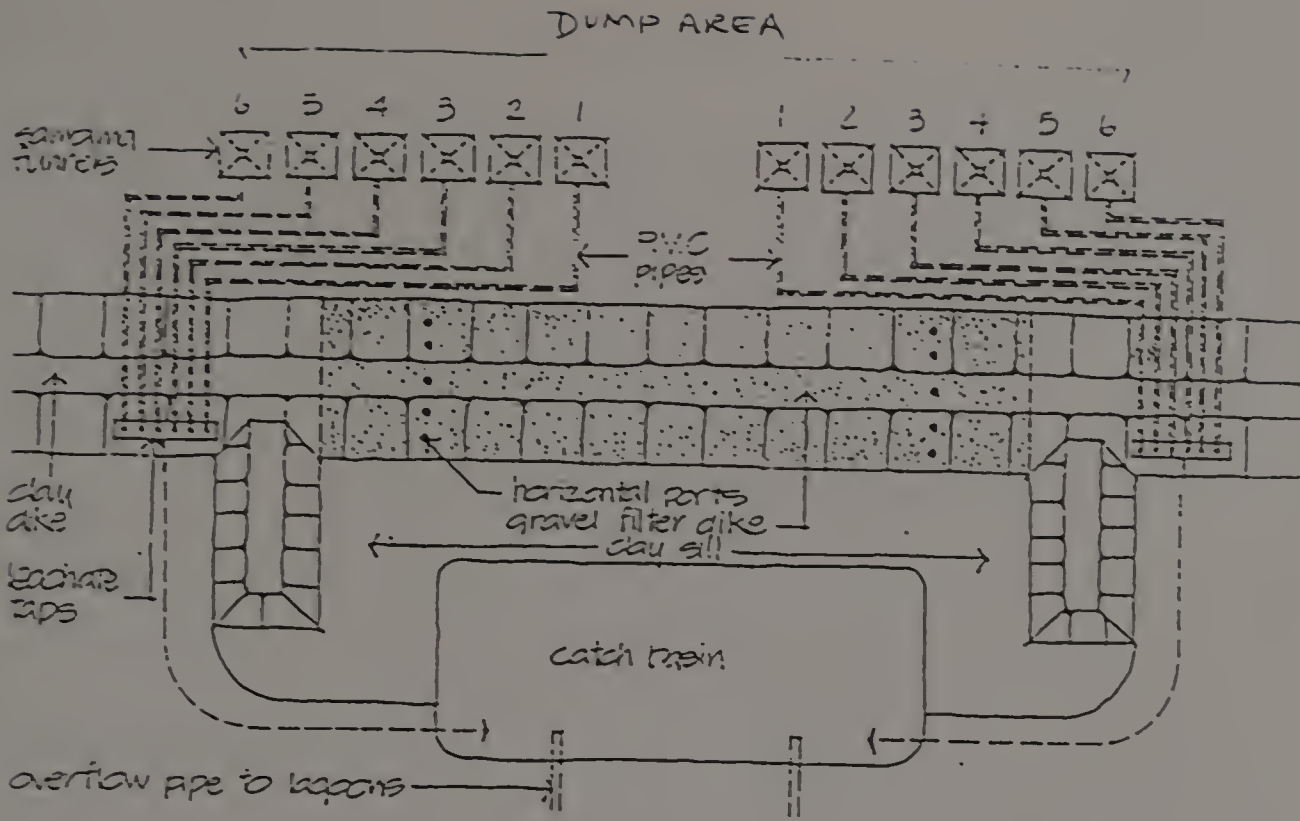 DUMP AREA
6 5 4 3 2 1
1 2 3 4 5 6
sampling
PVC
pipes
clay
dike
horizontal ports
gravel filter dike
clay sill
leachate
taps
catch basin
overflow pipe to lagoons